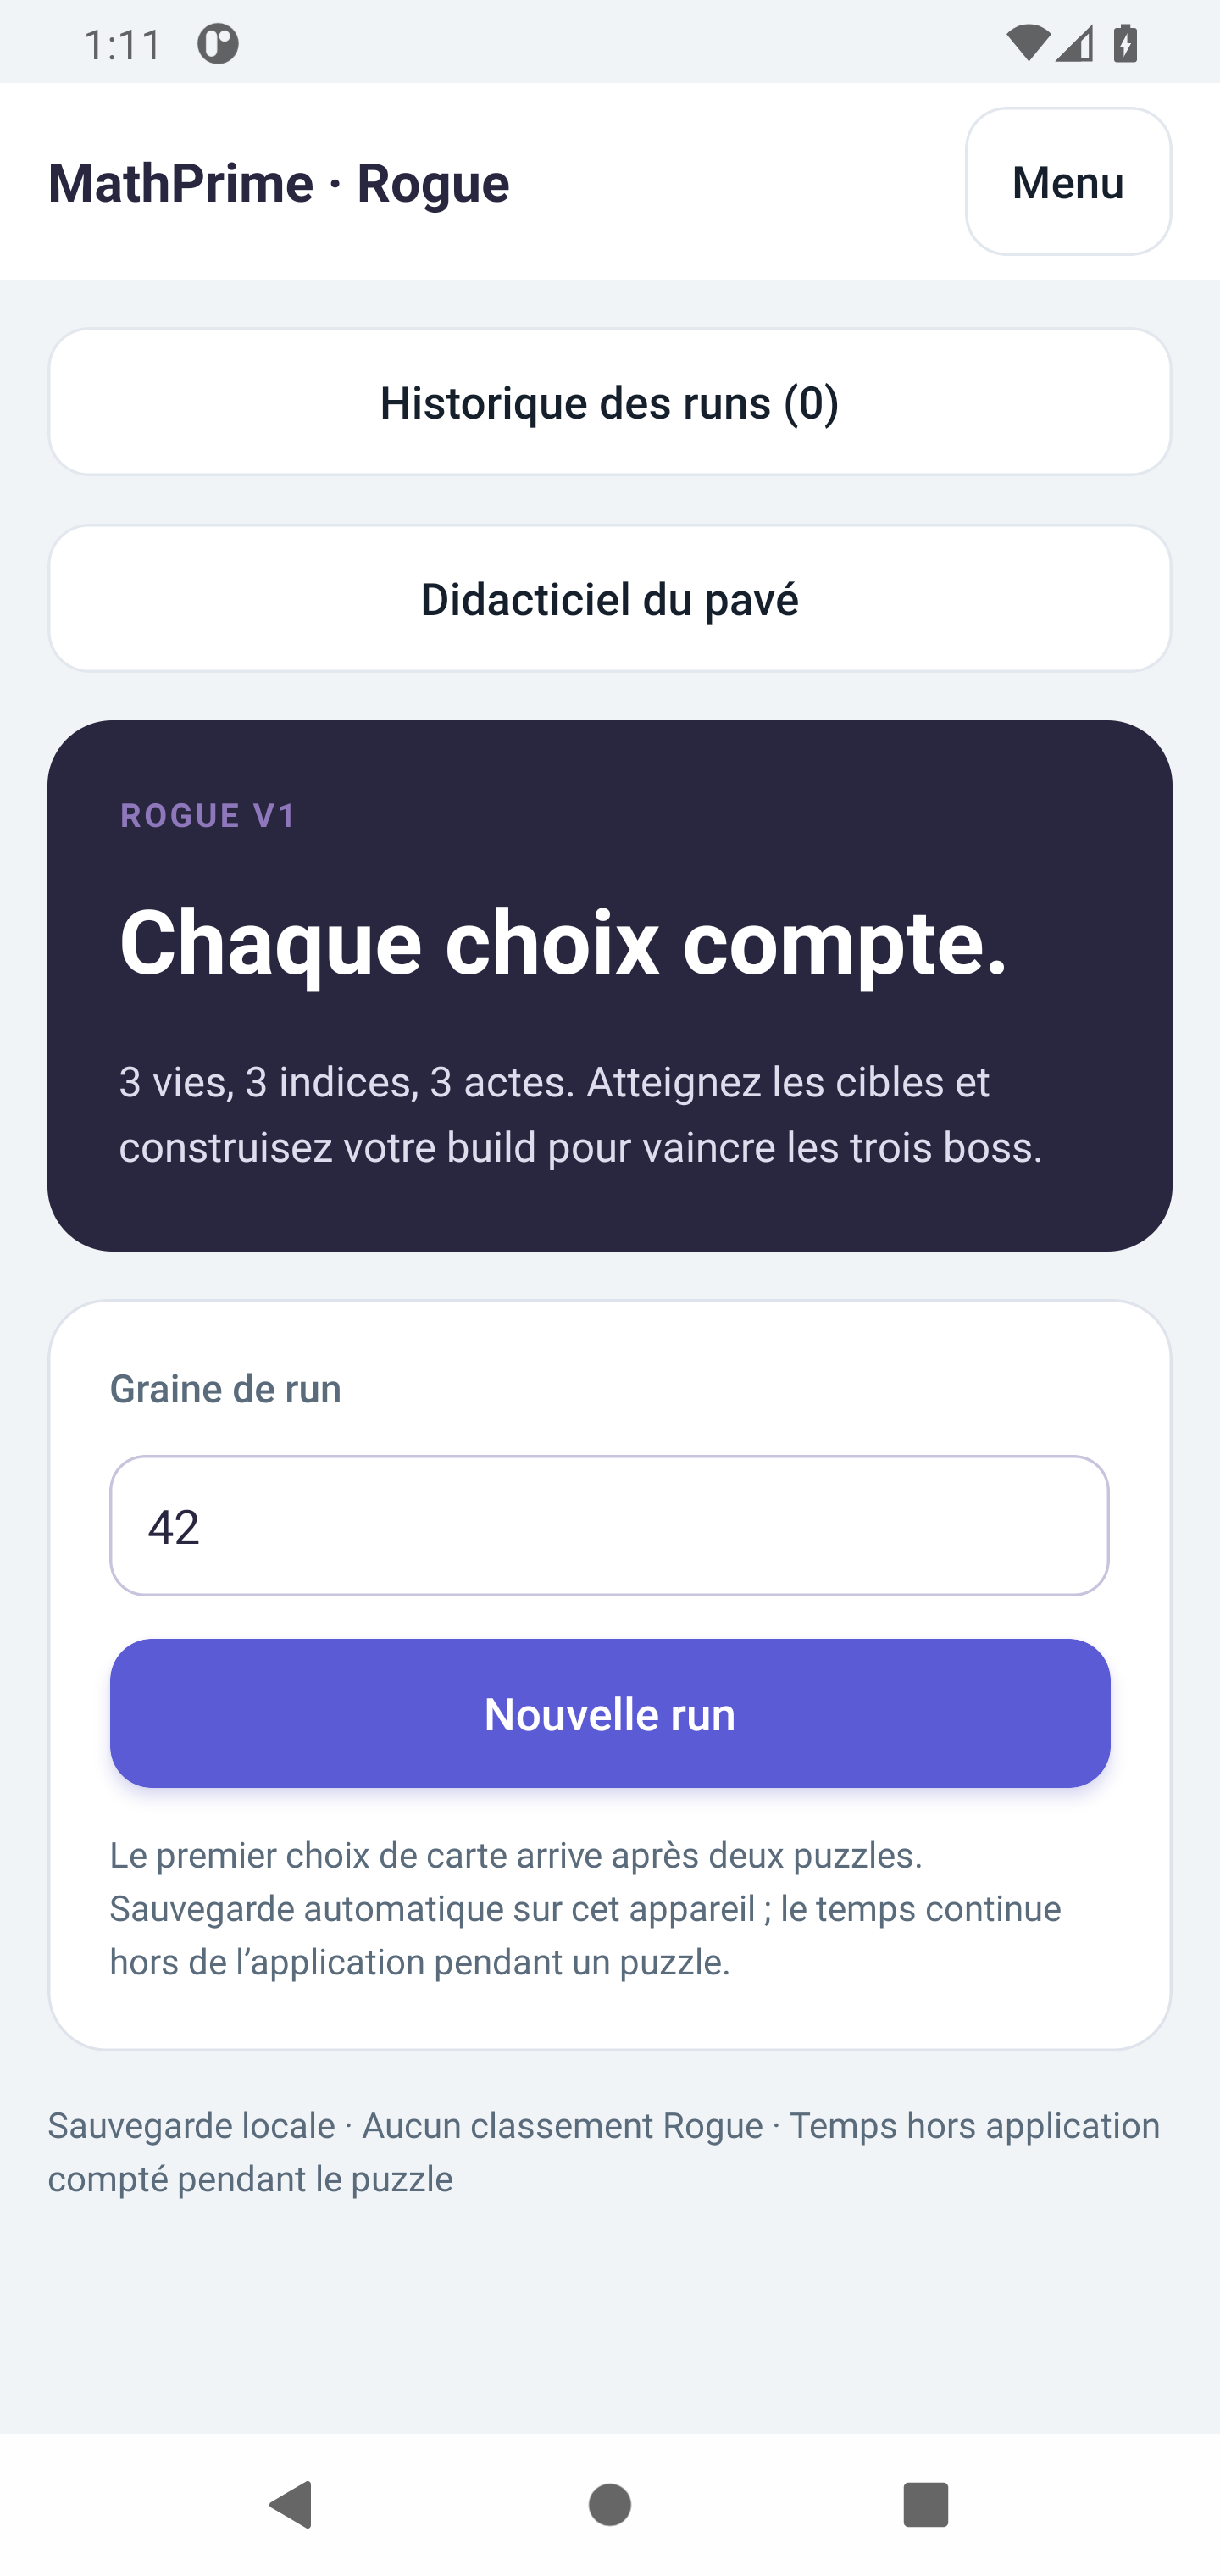 1:11
MathPrime · Rogue
Menu
Historique des runs (0)
Didacticiel du pavé
ROGUE V1
Chaque choix compte.
3 vies, 3 indices, 3 actes. Atteignez les cibles et
construisez votre build pour vaincre les trois boss.
Graine de run
42
Nouvelle run
Le premier choix de carte arrive après deux puzzles.
Sauvegarde automatique sur cet appareil ; le temps continue
hors de l’application pendant un puzzle.
Sauvegarde locale · Aucun classement Rogue · Temps hors application
compté pendant le puzzle